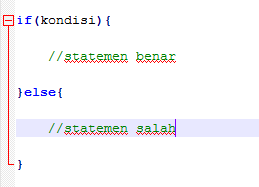 if(kondisi){
//statemen benar
}else{
//statemen salah
}